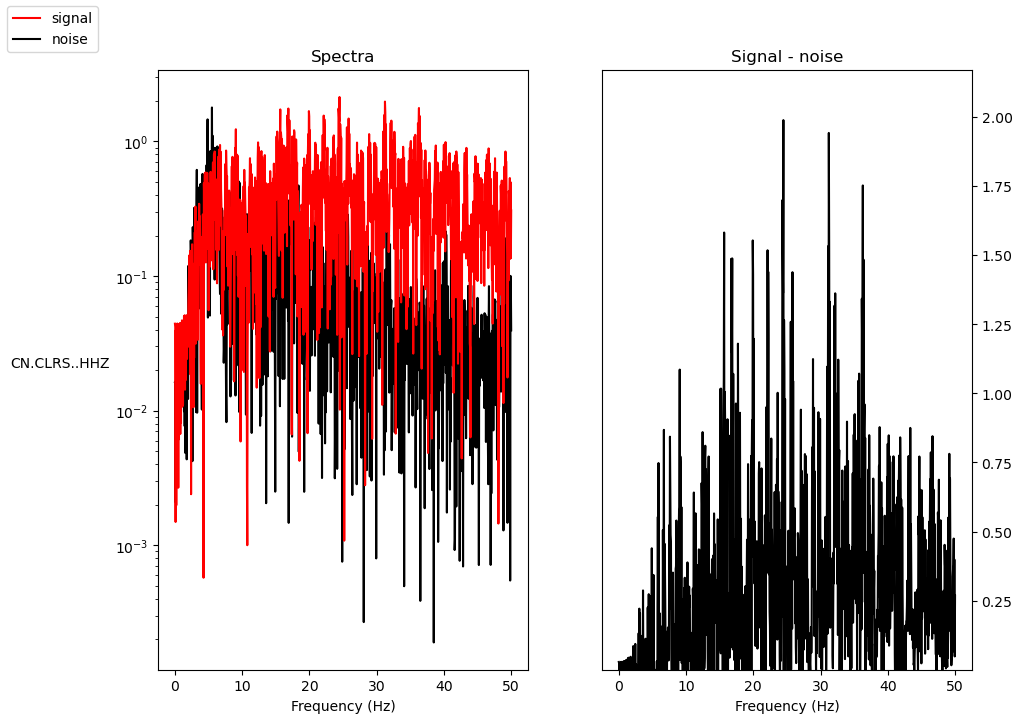 signal
noise
Spectra
Signal - noise
10⁰
10⁻¹
10⁻²
10⁻³
CN.CLRS..HHZ
2.00
1.75
1.50
1.25
1.00
0.75
0.50
0.25
0 10 20 30 40 50
0 10 20 30 40 50
Frequency (Hz)
Frequency (Hz)